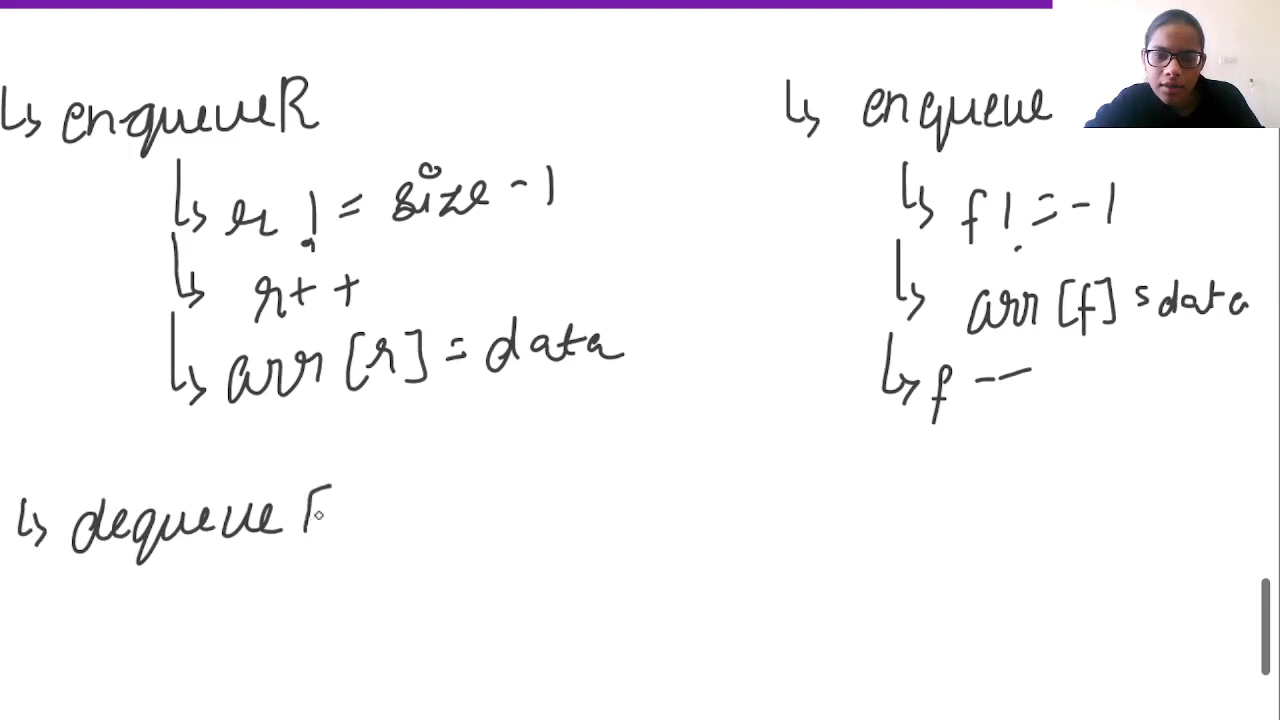 ↳ enqueueR
↳ r != size - 1
↳ r++
↳ arr[r] = data
↳ enqueue
↳ f != -1
↳ arr[f] = data
↳ f --
↳ dequeue F